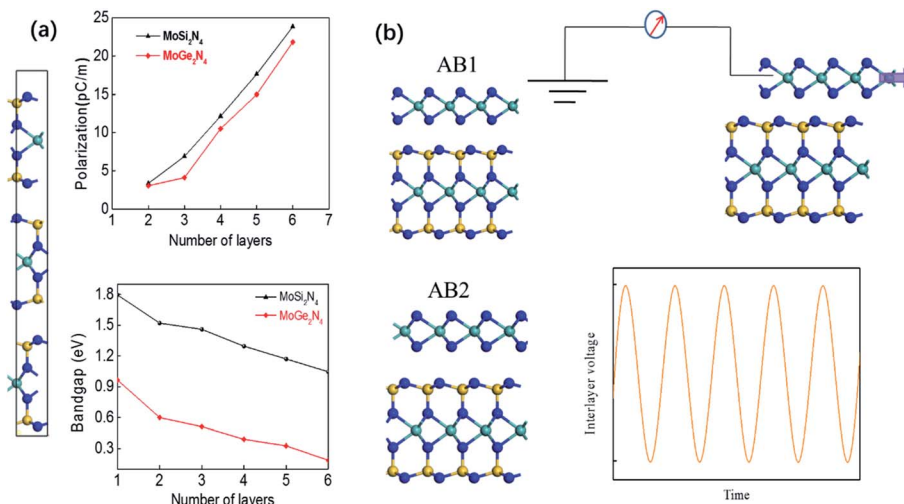 (a)
25
20
15
10
5
0
Polarization(pC/m)
MoSi₂N₄
MoGe₂N₄
1 2 3 4 5 6 7
Number of layers
1.8
1.5
1.2
0.9
0.6
0.3
Bandgap (eV)
MoSi₂N₄
MoGe₂N₄
1 2 3 4 5 6
Number of layers
(b)
AB1
AB2
Interlayer voltage
Time